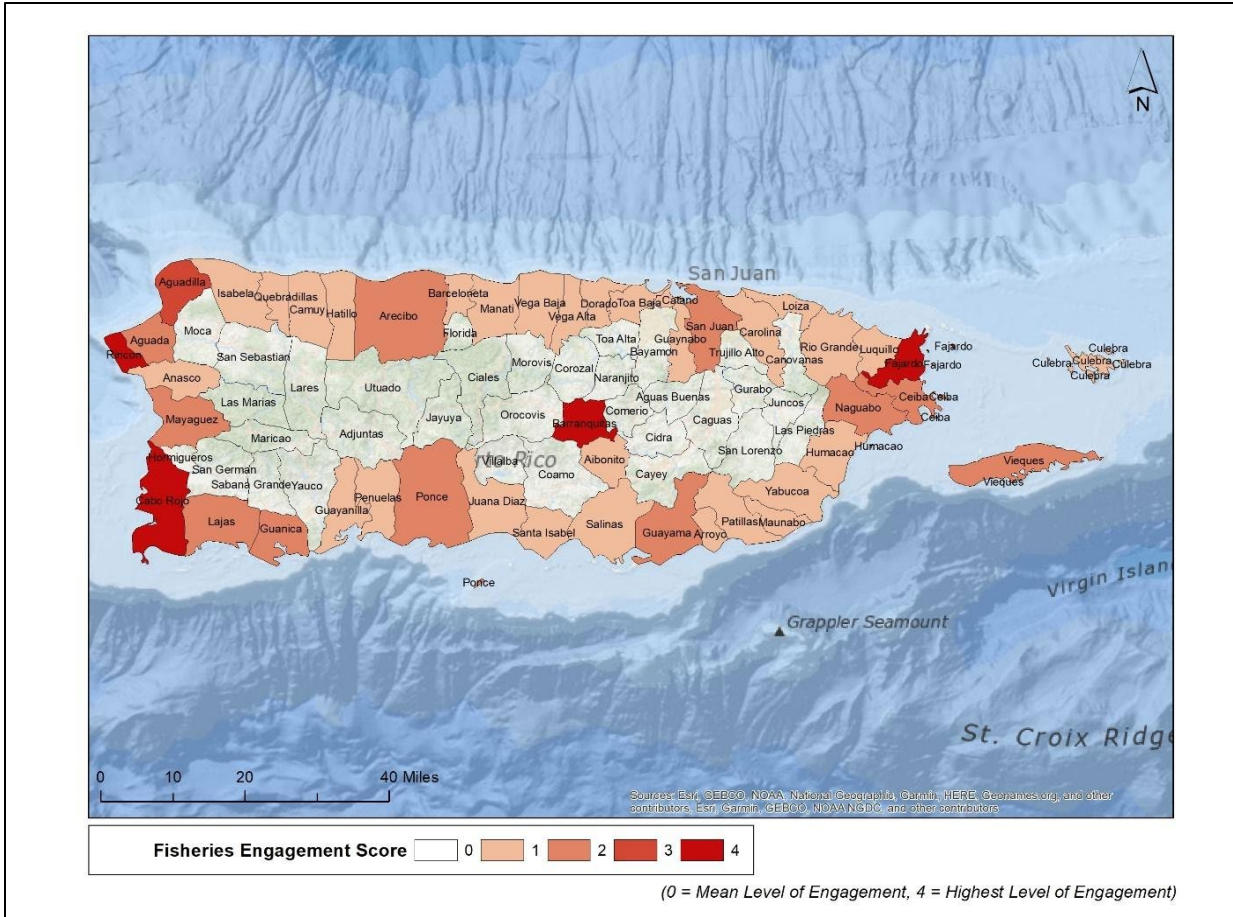 N
San Juan
Aguadilla
Isabela
Quebradillas
Camuy
Hatillo
Arecibo
Barceloneta
Manati
Vega Baja
Vega Alta
Dorado
Toa Baja
Loiza
Aguada
Moca
Florida
San Juan
Carolina
Rincon
San Sebastian
Morovis
Corozal
Toa Alta
Bayamon
Guaynabo
Trujillo Alto
Canovanas
Rio Grande
Luquillo
Fajardo
Fajardo
Fajardo
Culebra
Culebra
Culebra
Culebra
Culebra
Anasco
Lares
Utuado
Ciales
Naranjito
Gurabo
Las Marias
Jayuya
Orocovis
Barranquitas
Comerio
Aguas Buenas
Juncos
Naguabo
Ceiba
Ceiba
Ceiba
Mayaguez
Maricao
Adjuntas
Cidra
Caguas
Las Piedras
Hormigueros
San German
Villalba
rto Rico
Aibonito
Cayey
San Lorenzo
Humacao
Humacao
Vieques
Vieques
Sabana Grande
Yauco
Coamo
Cabo Rojo
Lajas
Guanica
Guayanilla
Penuelas
Ponce
Juana Diaz
Santa Isabel
Salinas
Guayama
Arroyo
Patillas
Maunabo
Yabucoa
Ponce
Virgin Island
Grappler Seamount
St. Croix Ridge
0 10 20 40 Miles
Sources: Esri, GEBCO, NOAA, National Geographic, Garmin, HERE, Geonames.org, and other
contributors, Esri, Garmin, GEBCO, NOAA NGDC, and other contributors
Fisheries Engagement Score 0 1 2 3 4
(0 = Mean Level of Engagement, 4 = Highest Level of Engagement)